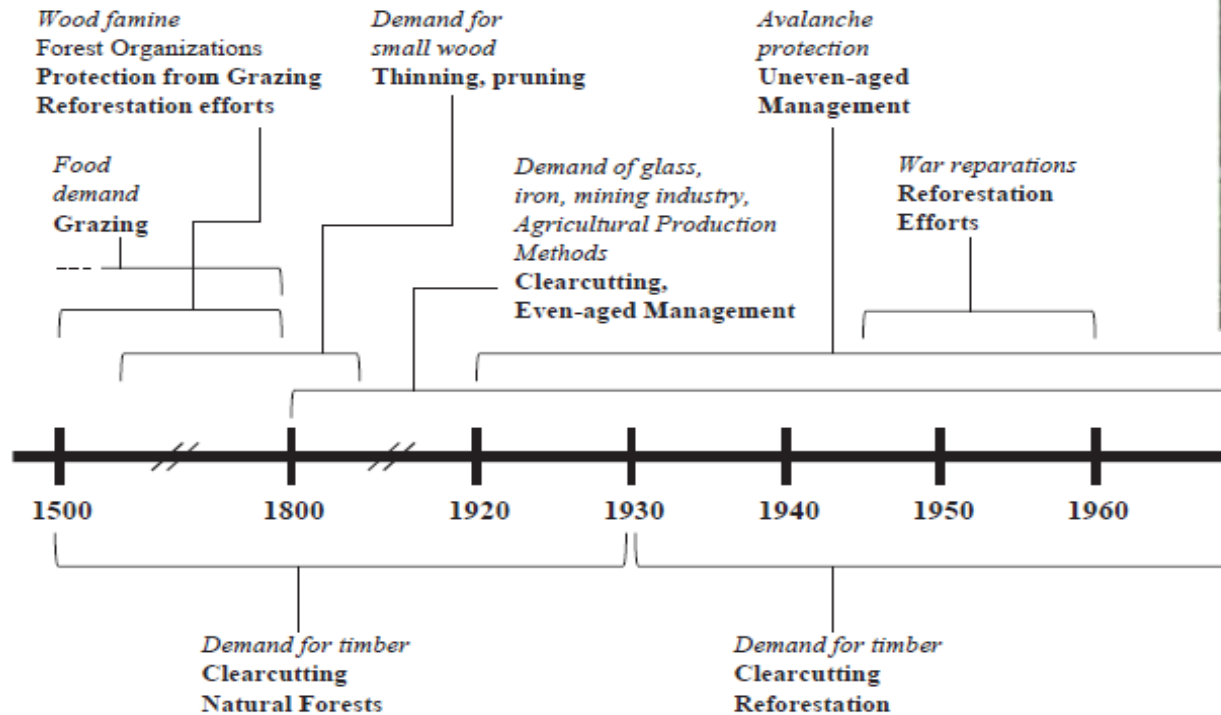 Wood famine
Forest Organizations
Protection from Grazing
Reforestation efforts
Demand for
small wood
Thinning, pruning
Avalanche
protection
Uneven-aged
Management
Food
demand
Grazing
Demand of glass,
iron, mining industry,
Agricultural Production
Methods
Clearcutting,
Even-aged Management
War reparations
Reforestation
Efforts
1500 1800 1920 1930 1940 1950 1960
Demand for timber
Clearcutting
Natural Forests
Demand for timber
Clearcutting
Reforestation